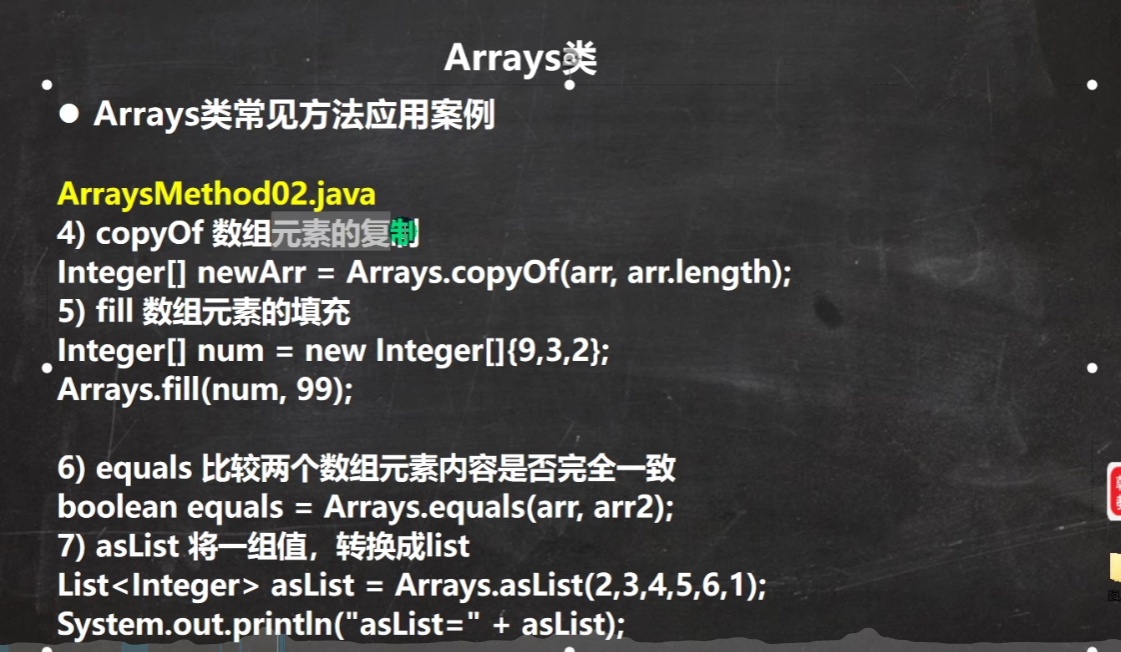 Arrays类
● Arrays类常见方法应用案例
ArraysMethod02.java
4) copyOf 数组元素的复制
Integer[] newArr = Arrays.copyOf(arr, arr.length);
5) fill 数组元素的填充
Integer[] num = new Integer[]{9,3,2};
Arrays.fill(num, 99);
6) equals 比较两个数组元素内容是否完全一致
boolean equals = Arrays.equals(arr, arr2);
7) asList 将一组值，转换成list
List<Integer> asList = Arrays.asList(2,3,4,5,6,1);
System.out.println("asList=" + asList);